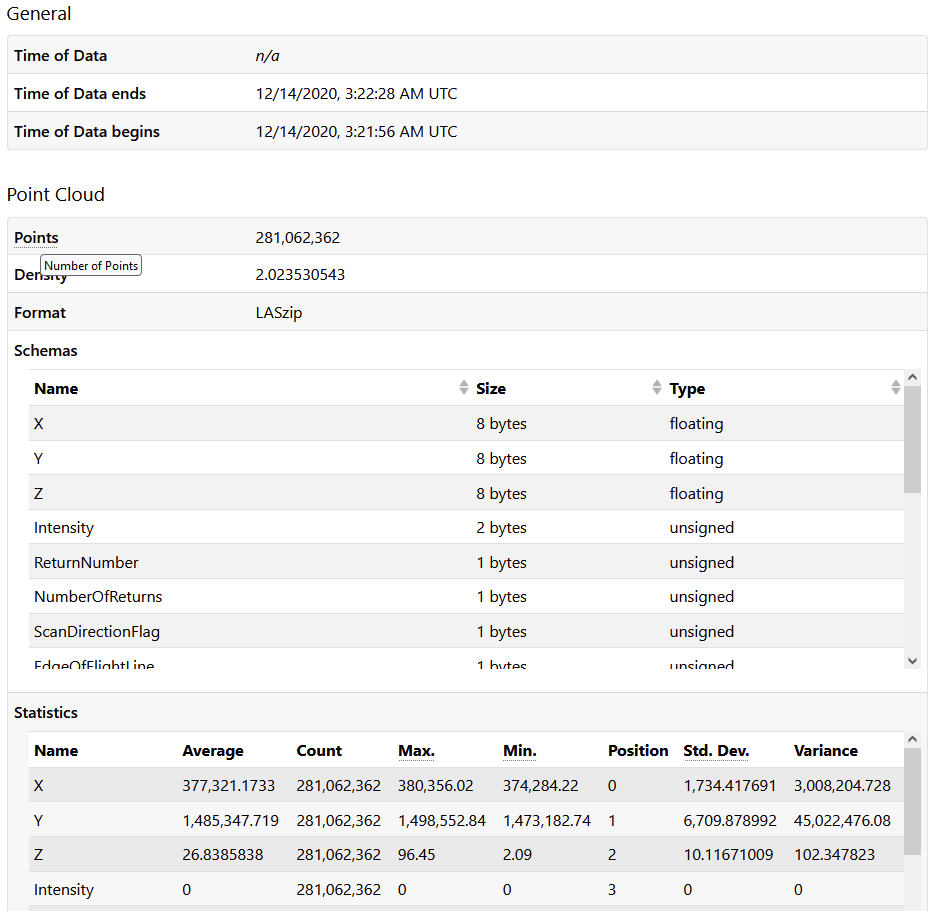 General
Time of Data n/a
Time of Data ends 12/14/2020, 3:22:28 AM UTC
Time of Data begins 12/14/2020, 3:21:56 AM UTC
Point Cloud
Points 281,062,362
Number of Points
Density 2.023530543
Format LASzip
Schemas
Name Size Type
X 8 bytes floating
Y 8 bytes floating
Z 8 bytes floating
Intensity 2 bytes unsigned
ReturnNumber 1 bytes unsigned
NumberOfReturns 1 bytes unsigned
ScanDirectionFlag 1 bytes unsigned
EdgeOfFlightLine 1 bytes unsigned
Statistics
Name Average Count Max. Min. Position Std. Dev. Variance
X 377,321.1733 281,062,362 380,356.02 374,284.22 0 1,734.417691 3,008,204.728
Y 1,485,347.719 281,062,362 1,498,552.84 1,473,182.74 1 6,709.878992 45,022,476.08
Z 26.8385838 281,062,362 96.45 2.09 2 10.11671009 102.347823
Intensity 0 281,062,362 0 0 3 0 0